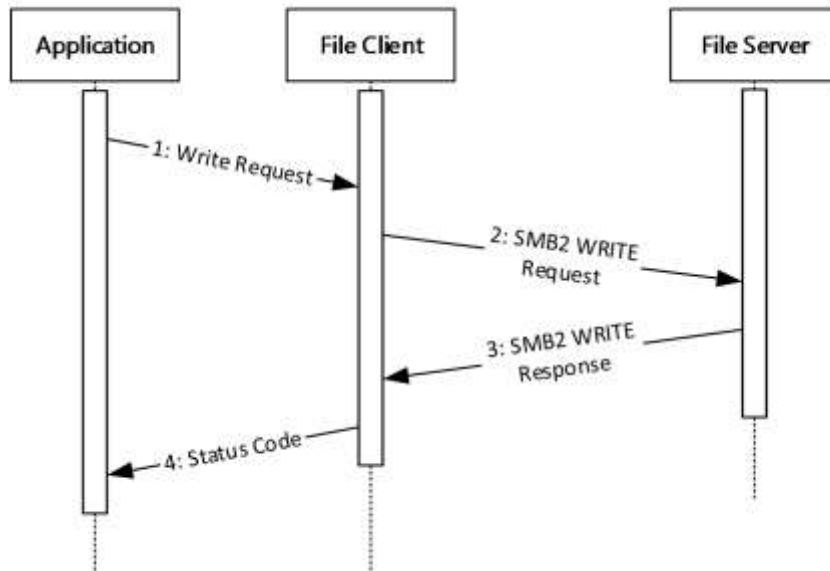 Application
File Client
File Server
1: Write Request
2: SMB2 WRITE
Request
3: SMB2 WRITE
Response
4: Status Code